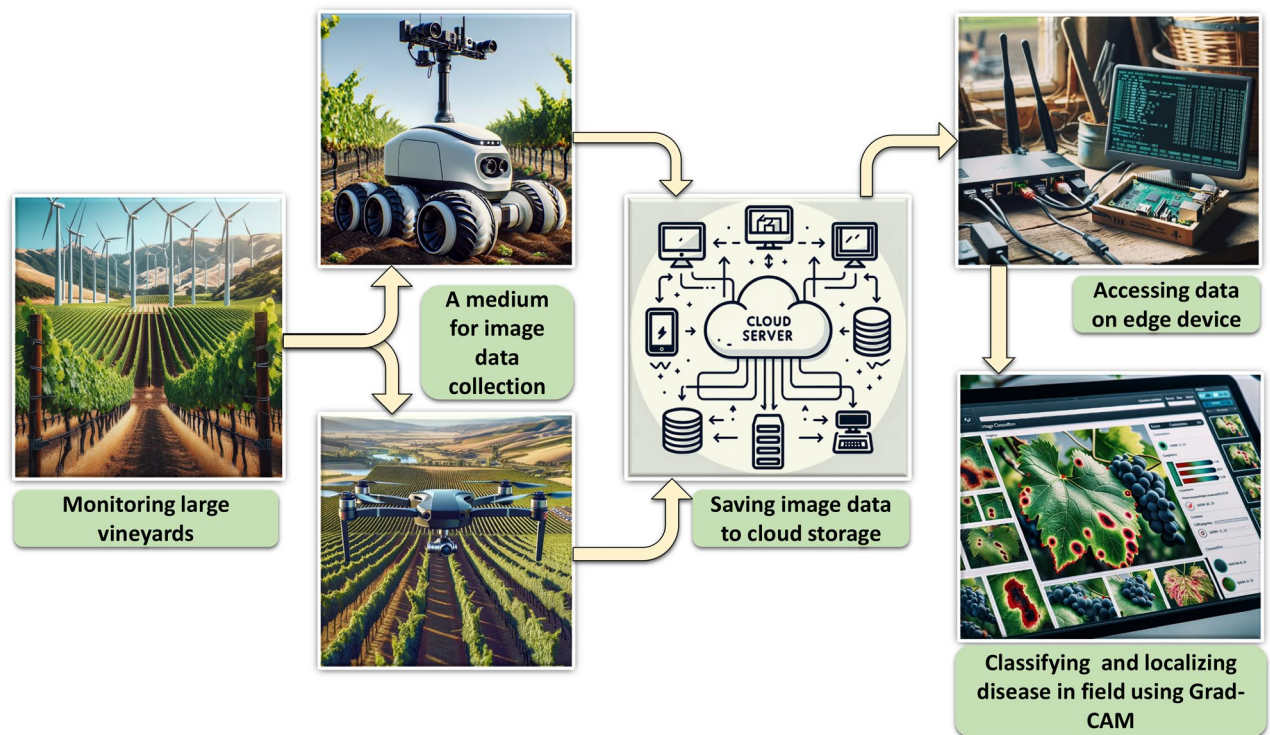 Monitoring large
vineyards
A medium
for image
data
collection
CLOUD
SERVER
Saving image data
to cloud storage
Accessing data
on edge device
Classifying  and localizing
disease in field using Grad-
CAM